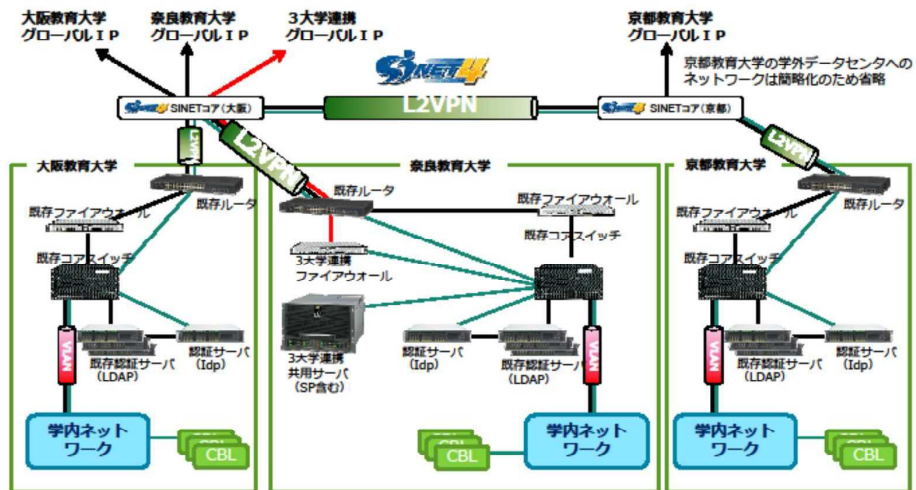 大阪教育大学
グローバルＩＰ
奈良教育大学
グローバルＩＰ
３大学連携
グローバルＩＰ
京都教育大学
グローバルＩＰ
京都教育大学の学外データセンタへの
ネットワークは簡略化のため省略
SINET4
L2VPN
SINET4 SINETコア(大阪)
SINET4 SINETコア(京都)
L2VPN
L2VPN
L2VPN
大阪教育大学
既存ルータ
既存ファイアウォール
既存コアスイッチ
既存認証サーバ
(LDAP)
認証サーバ
(Idp)
VLAN
学内ネット
ワーク
CBL
奈良教育大学
既存ルータ
既存ファイアウォール
既存コアスイッチ
3大学連携
ファイアウォール
3大学連携
共用サーバ
(SP含む)
認証サーバ
(Idp)
既存認証サーバ
(LDAP)
VLAN
CBL
学内ネット
ワーク
京都教育大学
既存ルータ
既存ファイアウォール
既存コアスイッチ
既存認証サーバ
(LDAP)
認証サーバ
(Idp)
VLAN
学内ネット
ワーク
CBL